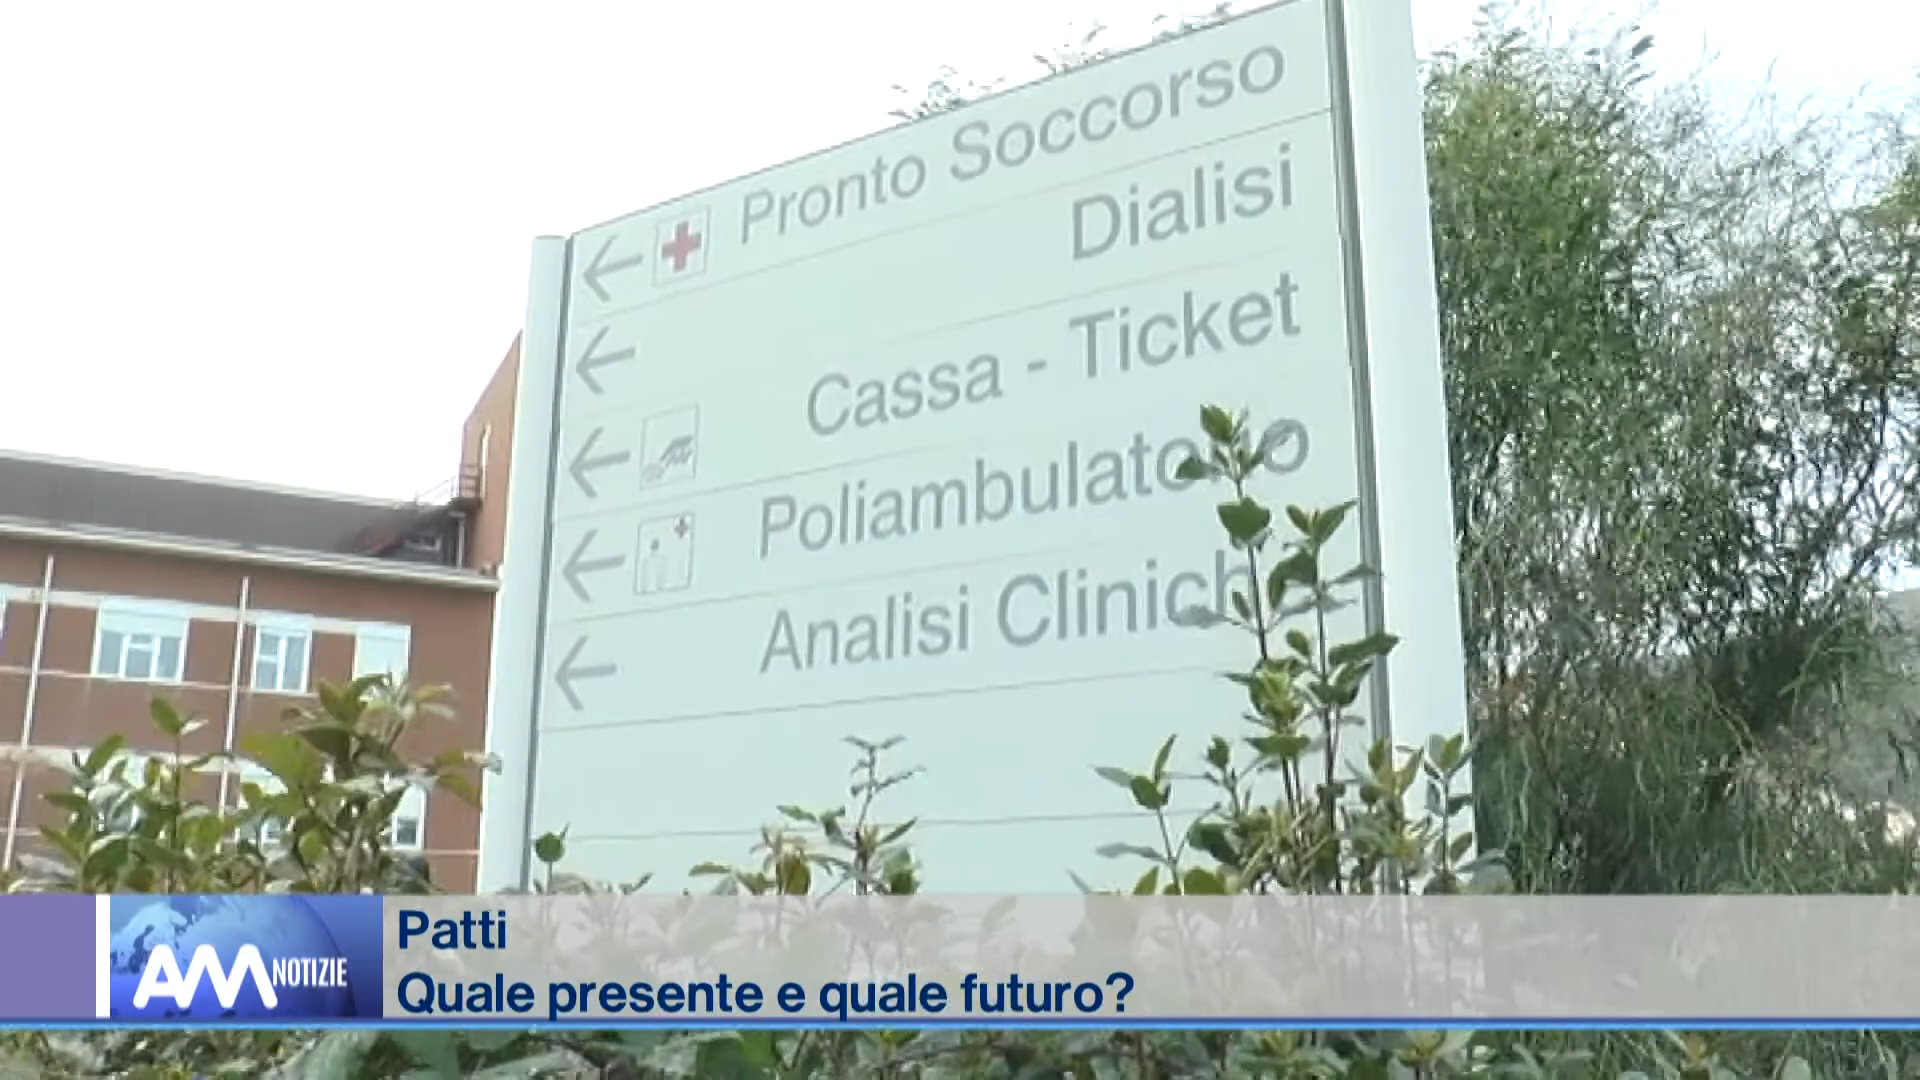 Pronto Soccorso
Dialisi
Cassa - Ticket
Poliambulatorio
Analisi Cliniche
AM NOTIZIE
Patti
Quale presente e quale futuro?